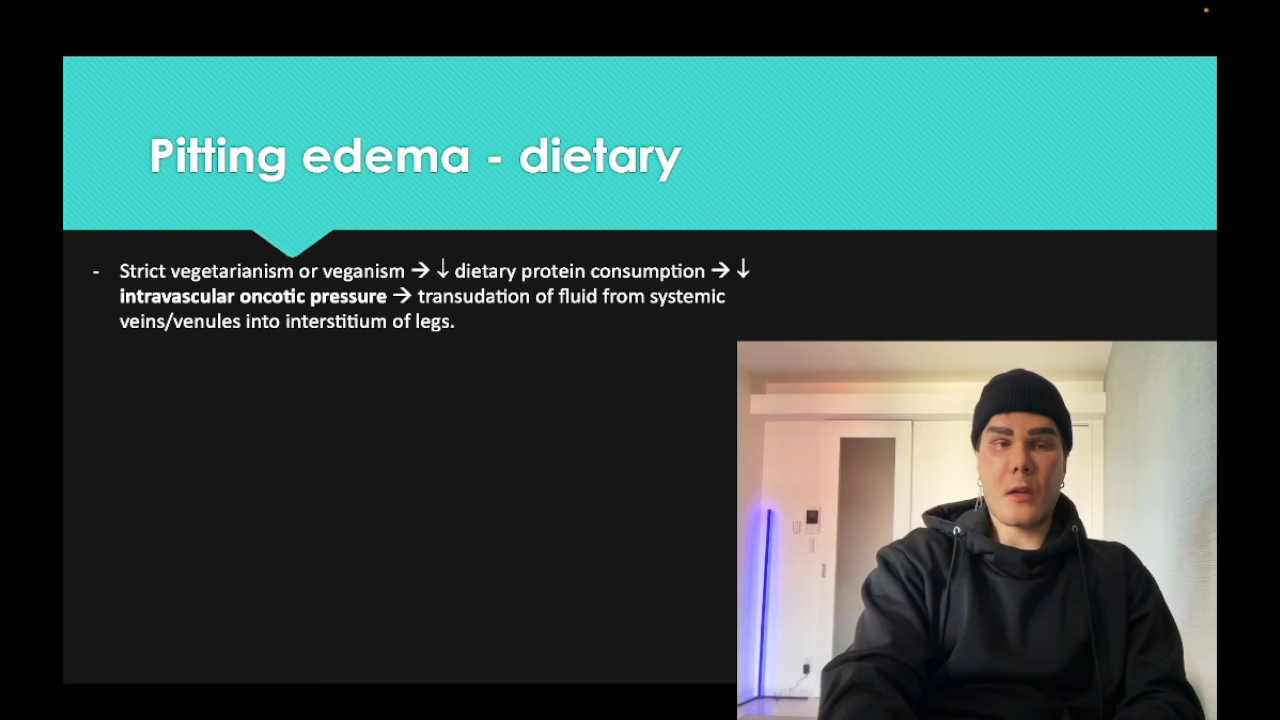 Pitting edema - dietary
- Strict vegetarianism or veganism → ↓ dietary protein consumption → ↓
intravascular oncotic pressure → transudation of fluid from systemic
veins/venules into interstitium of legs.